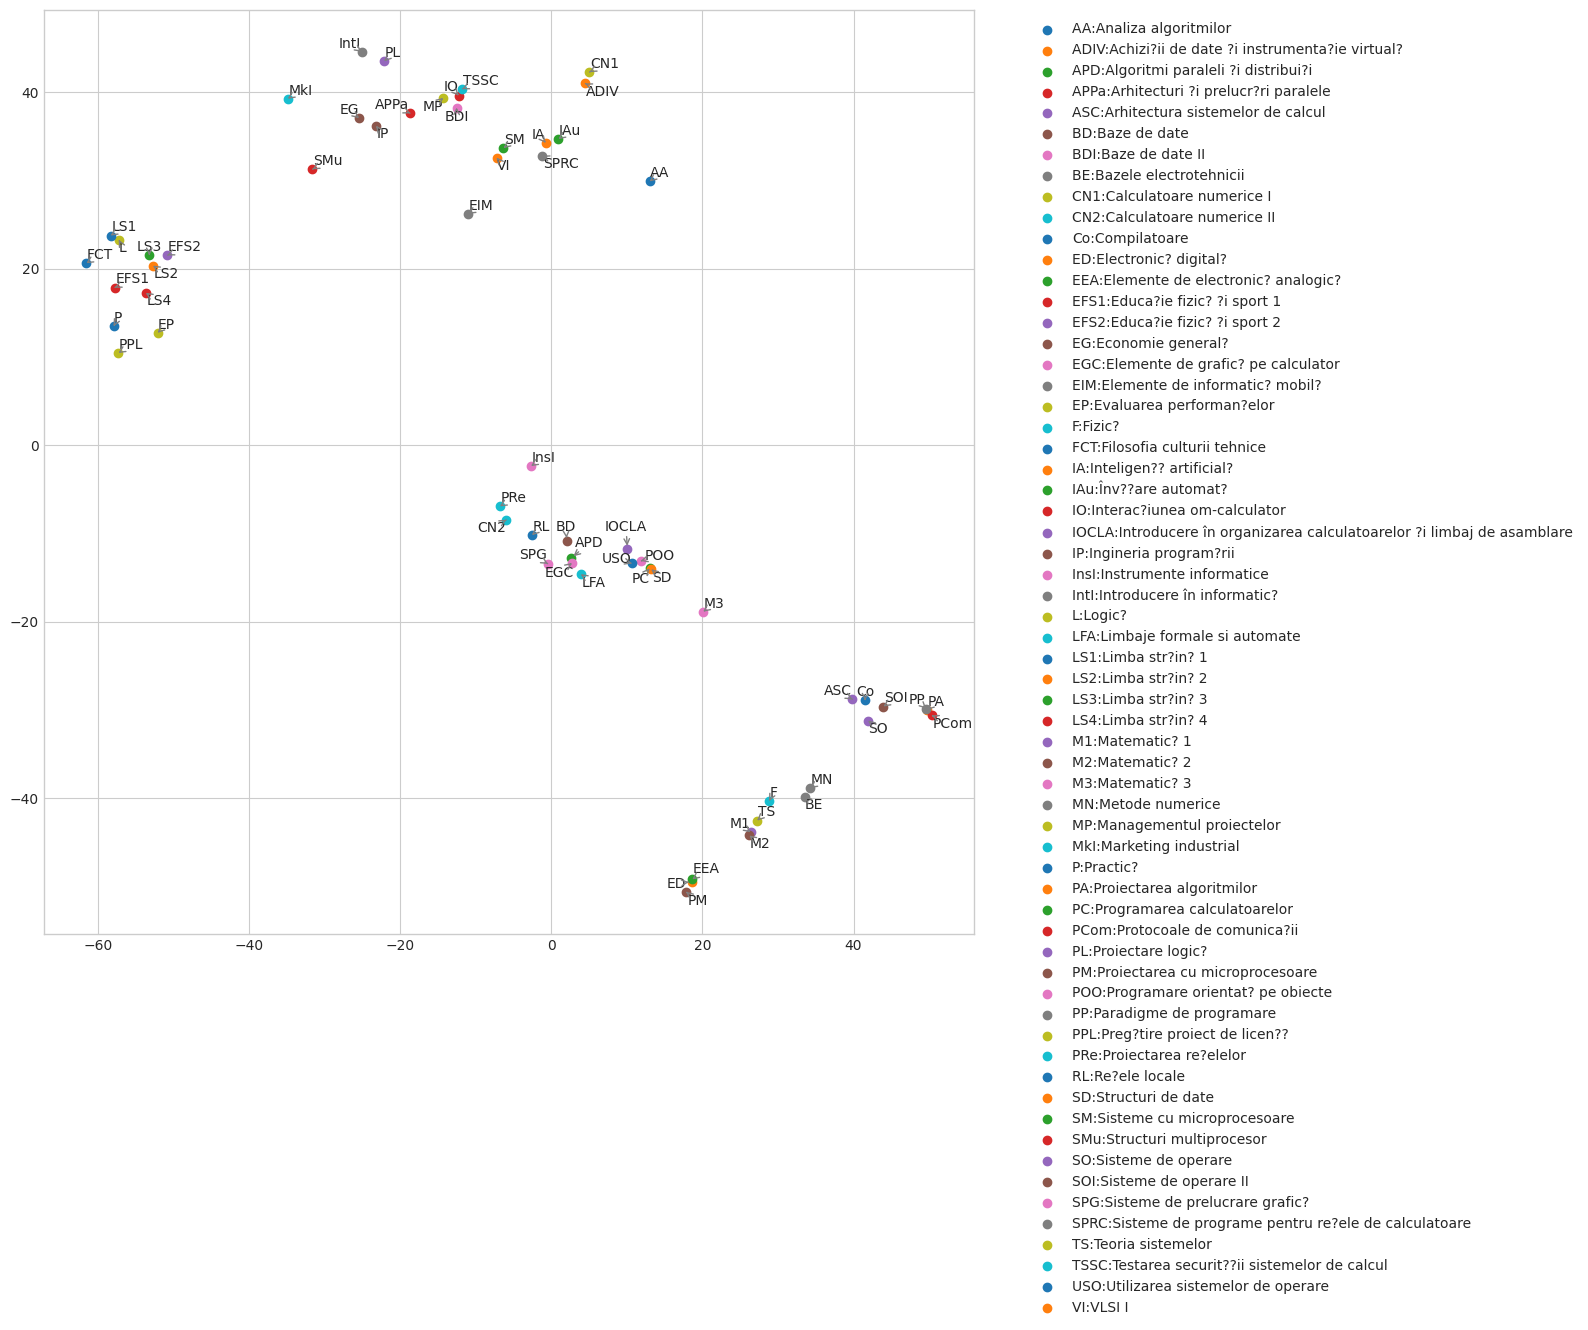 IntI
PL
CN1
ADIV
MkI
IO
TSSC
EG
APPa
MP
BDI
IP
SM
IA
IAu
SMu
VI
SPRC
AA
EIM
LS1
L
LS3
EFS2
FCT
LS2
EFS1
LS4
P
EP
PPL
InsI
PRe
CN2
RL
BD
IOCLA
SPG
APD
USO
POO
EGC
LFA
PC
SD
M3
ASC
Co
SOI
PP
PA
SO
PCom
MN
F
BE
TS
M1
M2
EEA
ED
PM
40
20
0
−20
−40
−60
−40
−20
0
20
40
AA:Analiza algoritmilor
ADIV:Achizi?ii de date ?i instrumenta?ie virtual?
APD:Algoritmi paraleli ?i distribui?i
APPa:Arhitecturi ?i prelucr?ri paralele
ASC:Arhitectura sistemelor de calcul
BD:Baze de date
BDI:Baze de date II
BE:Bazele electrotehnicii
CN1:Calculatoare numerice I
CN2:Calculatoare numerice II
Co:Compilatoare
ED:Electronic? digital?
EEA:Elemente de electronic? analogic?
EFS1:Educa?ie fizic? ?i sport 1
EFS2:Educa?ie fizic? ?i sport 2
EG:Economie general?
EGC:Elemente de grafic? pe calculator
EIM:Elemente de informatic? mobil?
EP:Evaluarea performan?elor
F:Fizic?
FCT:Filosofia culturii tehnice
IA:Inteligen?? artificial?
IAu:Înv??are automat?
IO:Interac?iunea om-calculator
IOCLA:Introducere în organizarea calculatoarelor ?i limbaj de asamblare
IP:Ingineria program?rii
InsI:Instrumente informatice
IntI:Introducere în informatic?
L:Logic?
LFA:Limbaje formale si automate
LS1:Limba str?in? 1
LS2:Limba str?in? 2
LS3:Limba str?in? 3
LS4:Limba str?in? 4
M1:Matematic? 1
M2:Matematic? 2
M3:Matematic? 3
MN:Metode numerice
MP:Managementul proiectelor
MkI:Marketing industrial
P:Practic?
PA:Proiectarea algoritmilor
PC:Programarea calculatoarelor
PCom:Protocoale de comunica?ii
PL:Proiectare logic?
PM:Proiectarea cu microprocesoare
POO:Programare orientat? pe obiecte
PP:Paradigme de programare
PPL:Preg?tire proiect de licen??
PRe:Proiectarea re?elelor
RL:Re?ele locale
SD:Structuri de date
SM:Sisteme cu microprocesoare
SMu:Structuri multiprocesor
SO:Sisteme de operare
SOI:Sisteme de operare II
SPG:Sisteme de prelucrare grafic?
SPRC:Sisteme de programe pentru re?ele de calculatoare
TS:Teoria sistemelor
TSSC:Testarea securit??ii sistemelor de calcul
USO:Utilizarea sistemelor de operare
VI:VLSI I